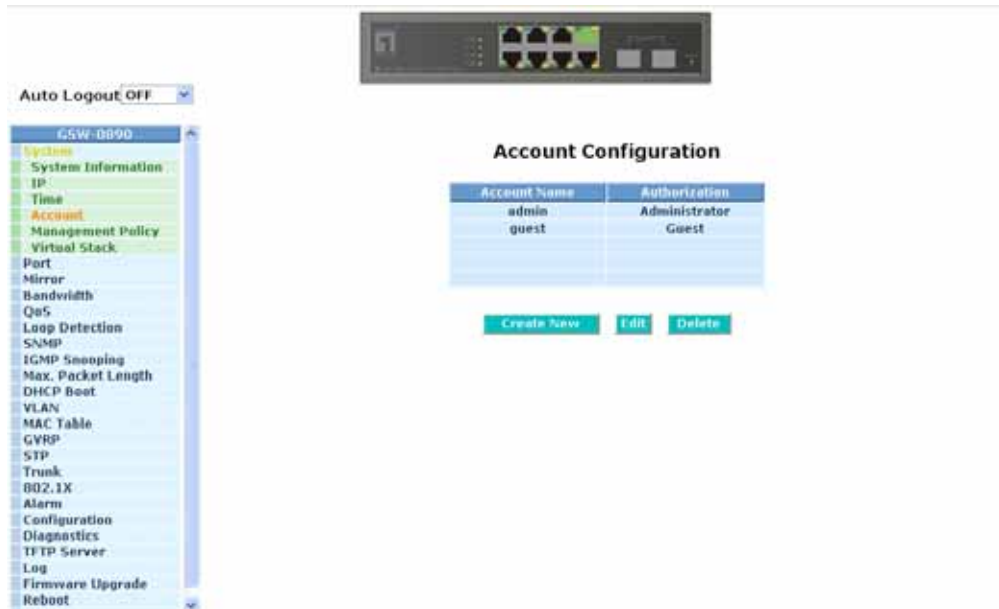 Auto Logout OFF
GSW-0890
System
System Information
IP
Time
Account
Management Policy
Virtual Stack
Port
Mirror
Bandwidth
QoS
Loop Detection
SNMP
IGMP Snooping
Max. Packet Length
DHCP Boot
VLAN
MAC Table
GVRP
STP
Trunk
802.1X
Alarm
Configuration
Diagnostics
TFTP Server
Log
Firmware Upgrade
Reboot
Account Configuration
Account Name Authorization
admin Administrator
guest Guest
Create New Edit Delete